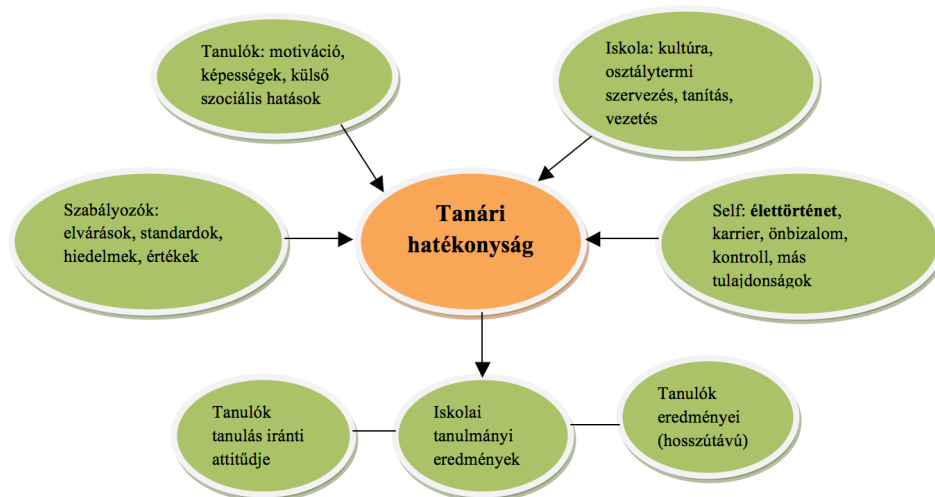 Tanulók: motiváció,
képességek, külső
szociális hatások
Iskola: kultúra,
osztálytermi
szervezés, tanítás,
vezetés
Szabályozók:
elvárások, standardok,
hiedelmek, értékek
Tanári
hatékonyság
Self: élettörténet,
karrier, önbizalom,
kontroll, más
tulajdonságok
Tanulók
tanulás iránti
attitűdje
Iskolai
tanulmányi
eredmények
Tanulók
eredményei
(hosszútávú)